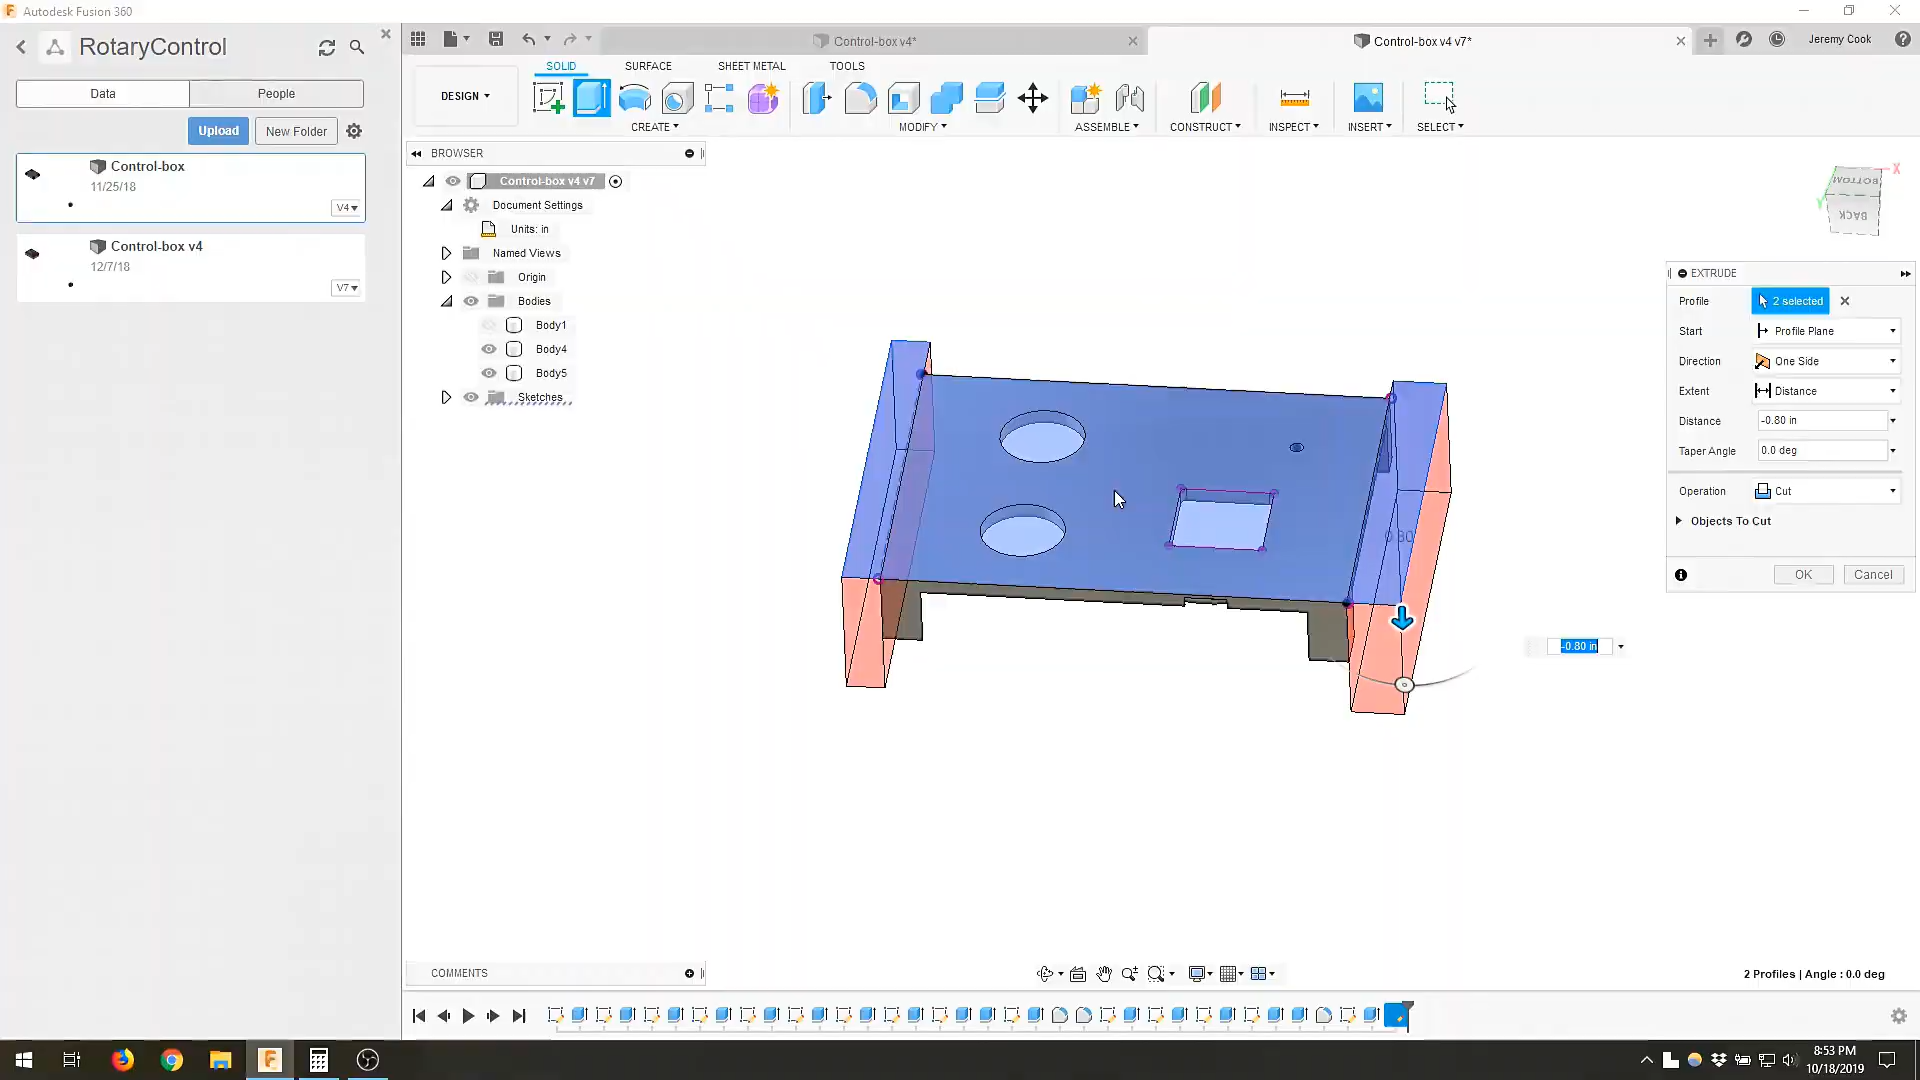 Autodesk Fusion 360
RotaryControl
Data
People
Upload
New Folder
Control-box
11/25/18
V4
Control-box v4
12/7/18
V7
Control-box v4*
Control-box v4 v7*
Jeremy Cook
SOLID
SURFACE
SHEET METAL
TOOLS
DESIGN
CREATE
MODIFY
ASSEMBLE
CONSTRUCT
INSPECT
INSERT
SELECT
BROWSER
Control-box v4 v7
Document Settings
Units: in
Named Views
Origin
Bodies
Body1
Body4
Body5
Sketches
BOTTOM
BACK
X
Y
EXTRUDE
Profile
2 selected
Start
Profile Plane
Direction
One Side
Extent
Distance
Distance
-0.80 in
Taper Angle
0.0 deg
Operation
Cut
Objects To Cut
OK
Cancel
0.80
-0.80 in
COMMENTS
2 Profiles | Angle : 0.0 deg
8:53 PM
10/18/2019